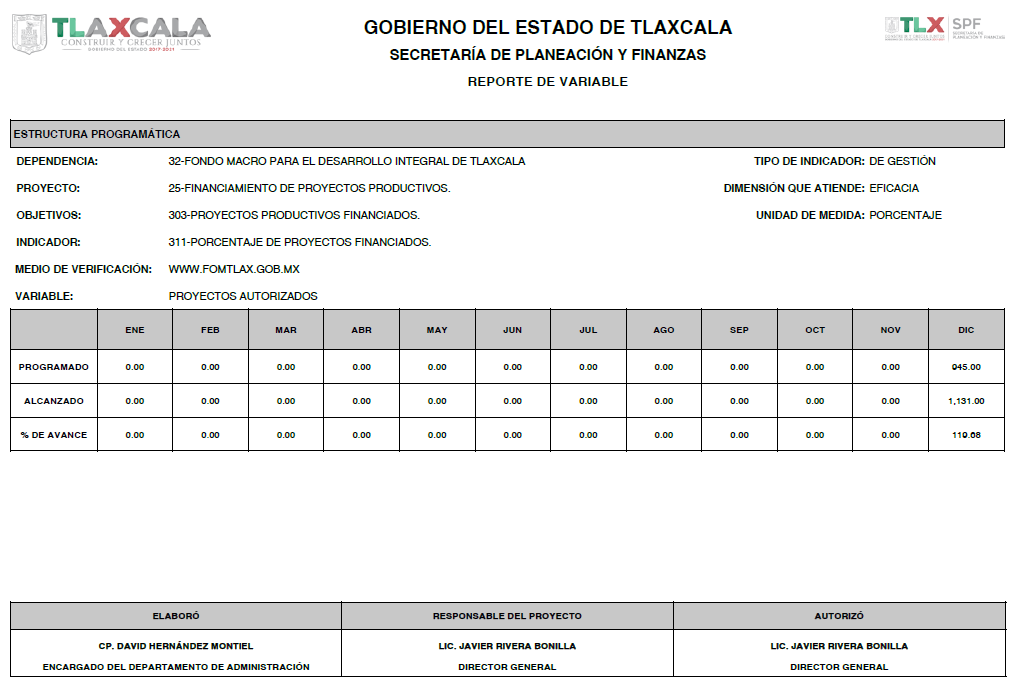 TLAXCALA
CONSTRUIR Y CRECER JUNTOS
GOBIERNO DEL ESTADO 2017-2021
GOBIERNO DEL ESTADO DE TLAXCALA
SECRETARÍA DE PLANEACIÓN Y FINANZAS
REPORTE DE VARIABLE
TLX SPF
ESTRUCTURA PROGRAMÁTICA
DEPENDENCIA: 32-FONDO MACRO PARA EL DESARROLLO INTEGRAL DE TLAXCALA TIPO DE INDICADOR: DE GESTIÓN
PROYECTO: 25-FINANCIAMIENTO DE PROYECTOS PRODUCTIVOS. DIMENSIÓN QUE ATIENDE: EFICACIA
OBJETIVOS: 303-PROYECTOS PRODUCTIVOS FINANCIADOS. UNIDAD DE MEDIDA: PORCENTAJE
INDICADOR: 311-PORCENTAJE DE PROYECTOS FINANCIADOS.
MEDIO DE VERIFICACIÓN: WWW.FOMTLAX.GOB.MX
VARIABLE: PROYECTOS AUTORIZADOS
ENE FEB MAR ABR MAY JUN JUL AGO SEP OCT NOV DIC
PROGRAMADO 0.00 0.00 0.00 0.00 0.00 0.00 0.00 0.00 0.00 0.00 0.00 945.00
ALCANZADO 0.00 0.00 0.00 0.00 0.00 0.00 0.00 0.00 0.00 0.00 0.00 1,131.00
% DE AVANCE 0.00 0.00 0.00 0.00 0.00 0.00 0.00 0.00 0.00 0.00 0.00 119.68
ELABORÓ RESPONSABLE DEL PROYECTO AUTORIZÓ
CP. DAVID HERNÁNDEZ MONTIEL LIC. JAVIER RIVERA BONILLA LIC. JAVIER RIVERA BONILLA
ENCARGADO DEL DEPARTAMENTO DE ADMINISTRACIÓN DIRECTOR GENERAL DIRECTOR GENERAL